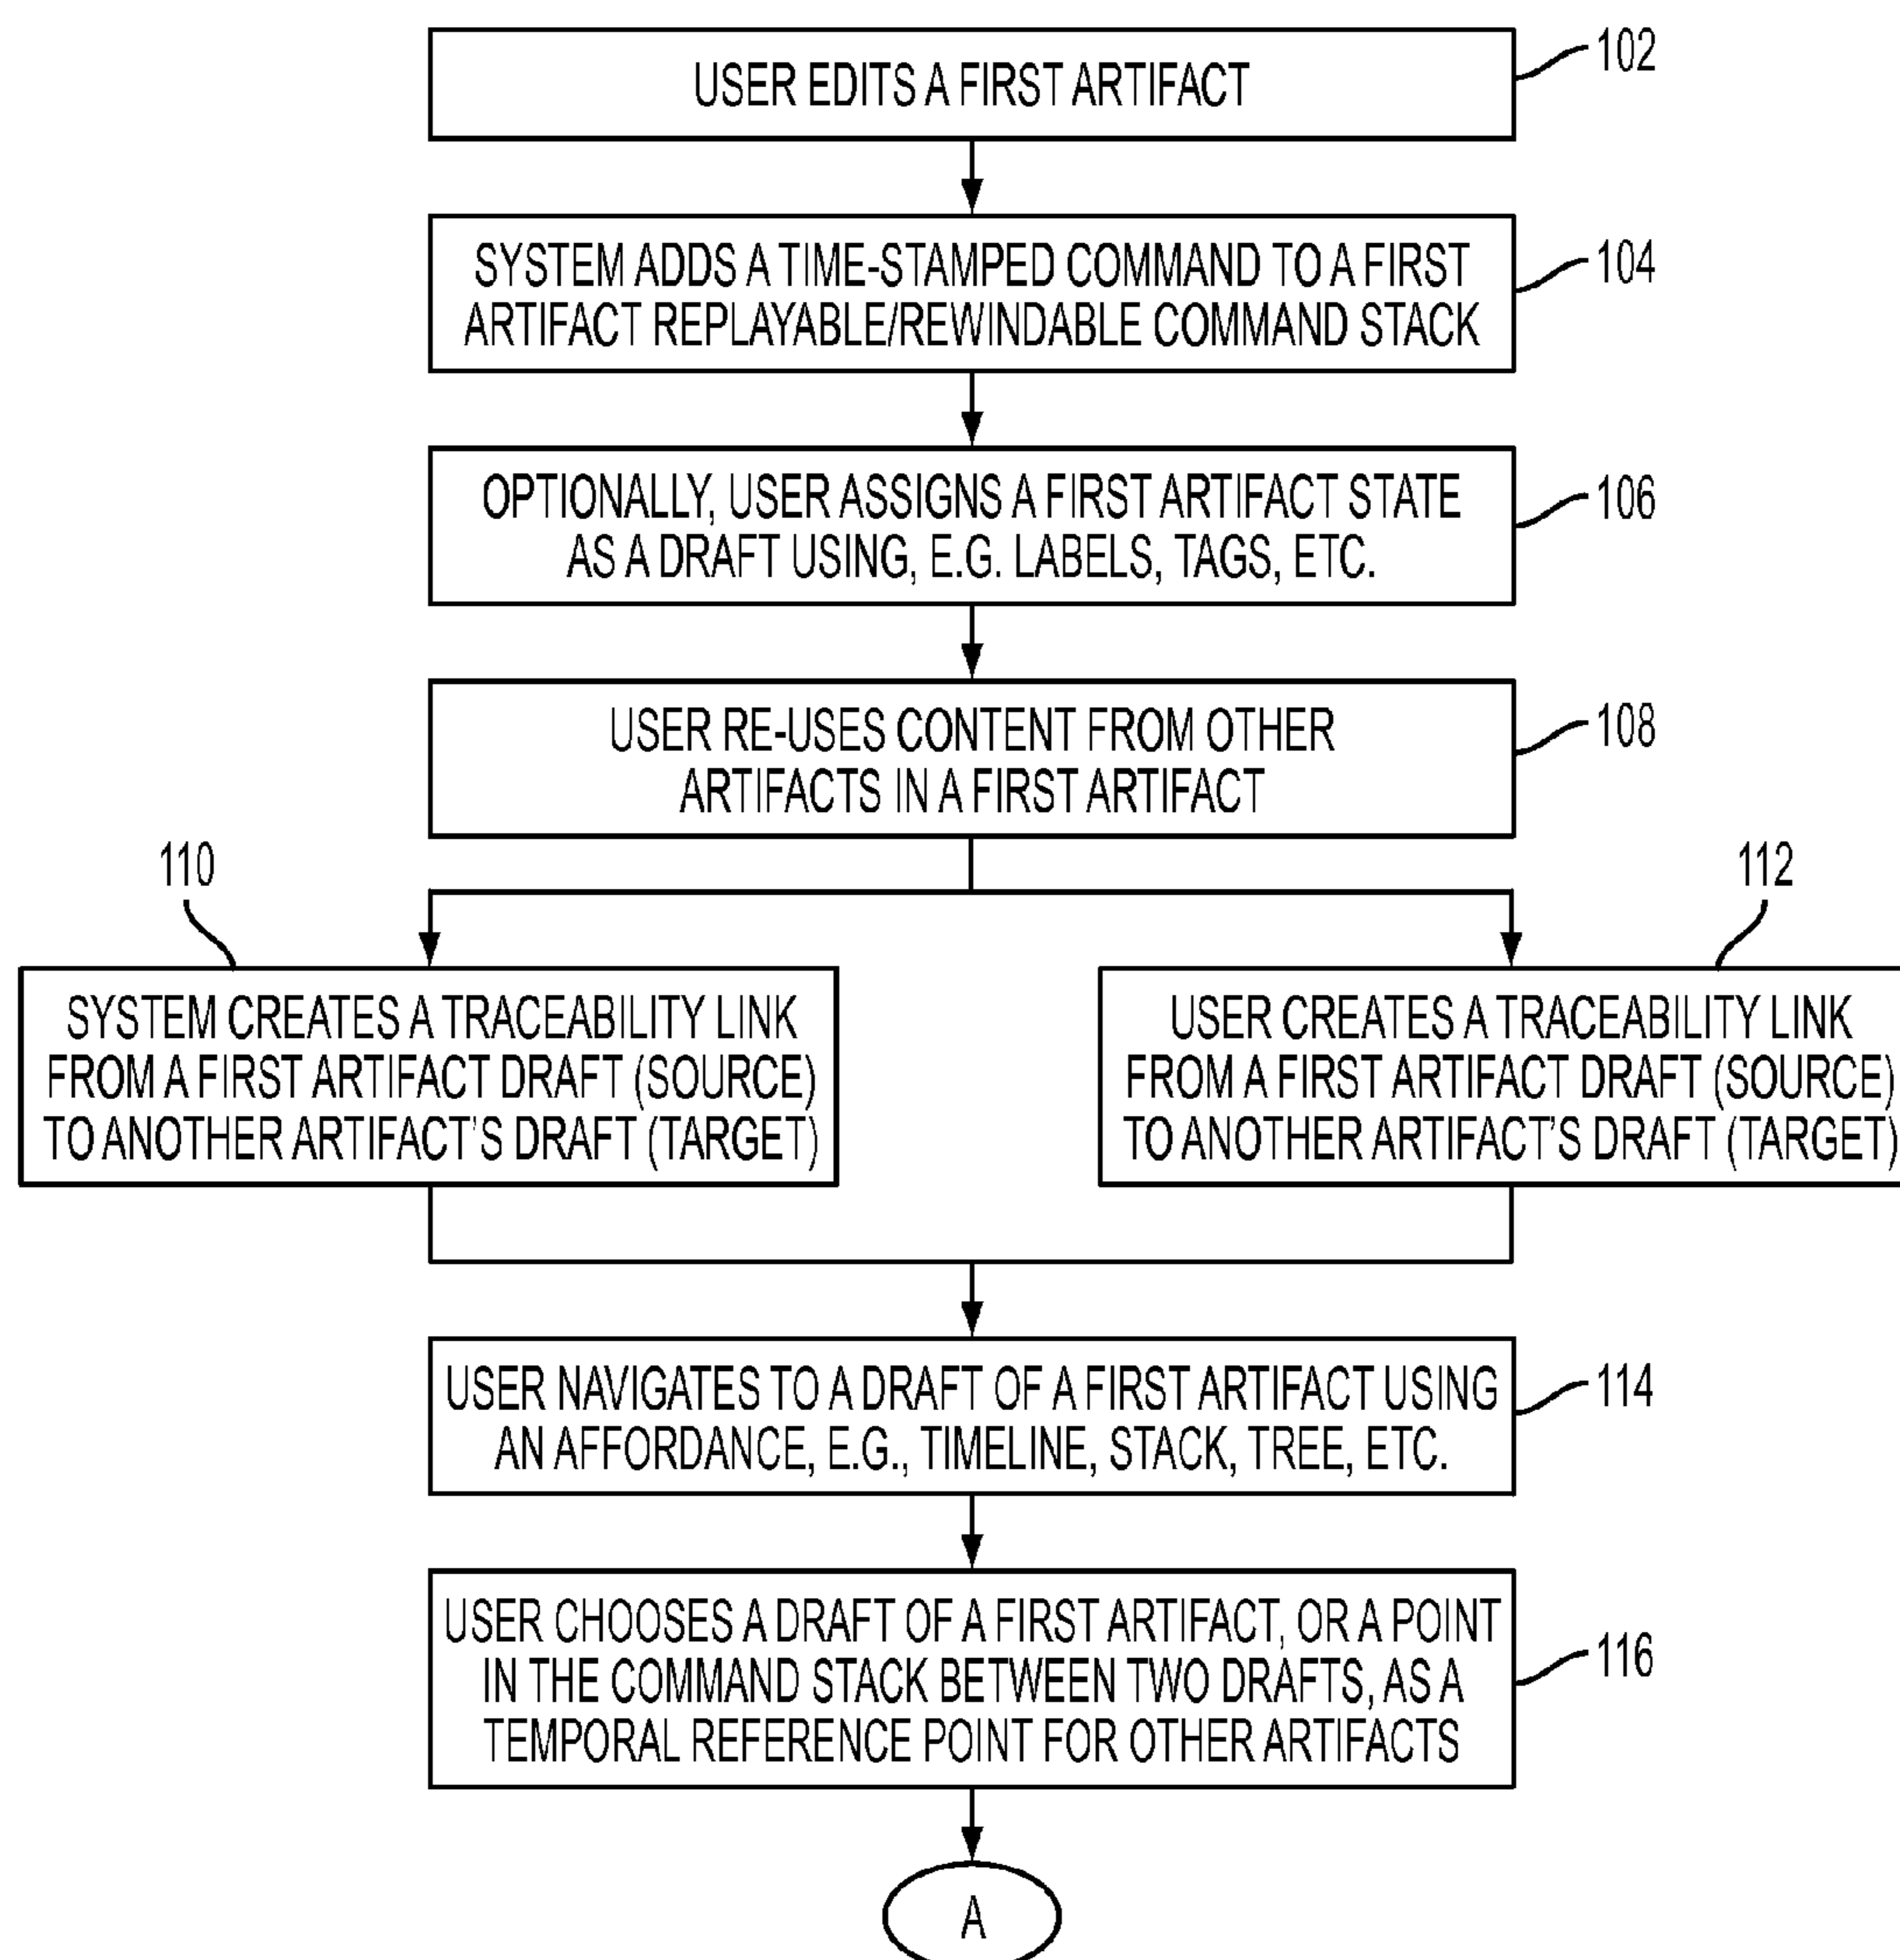 USER EDITS A FIRST ARTIFACT
102
SYSTEM ADDS A TIME-STAMPED COMMAND TO A FIRST
ARTIFACT REPLAYABLE/REWINDABLE COMMAND STACK
104
OPTIONALLY, USER ASSIGNS A FIRST ARTIFACT STATE
AS A DRAFT USING, E.G. LABELS, TAGS, ETC.
106
USER RE-USES CONTENT FROM OTHER
ARTIFACTS IN A FIRST ARTIFACT
108
110
SYSTEM CREATES A TRACEABILITY LINK
FROM A FIRST ARTIFACT DRAFT (SOURCE)
TO ANOTHER ARTIFACT'S DRAFT (TARGET)
112
USER CREATES A TRACEABILITY LINK
FROM A FIRST ARTIFACT DRAFT (SOURCE)
TO ANOTHER ARTIFACT'S DRAFT (TARGET)
USER NAVIGATES TO A DRAFT OF A FIRST ARTIFACT USING
AN AFFORDANCE, E.G., TIMELINE, STACK, TREE, ETC.
114
USER CHOOSES A DRAFT OF A FIRST ARTIFACT, OR A POINT
IN THE COMMAND STACK BETWEEN TWO DRAFTS, AS A
TEMPORAL REFERENCE POINT FOR OTHER ARTIFACTS
116
A